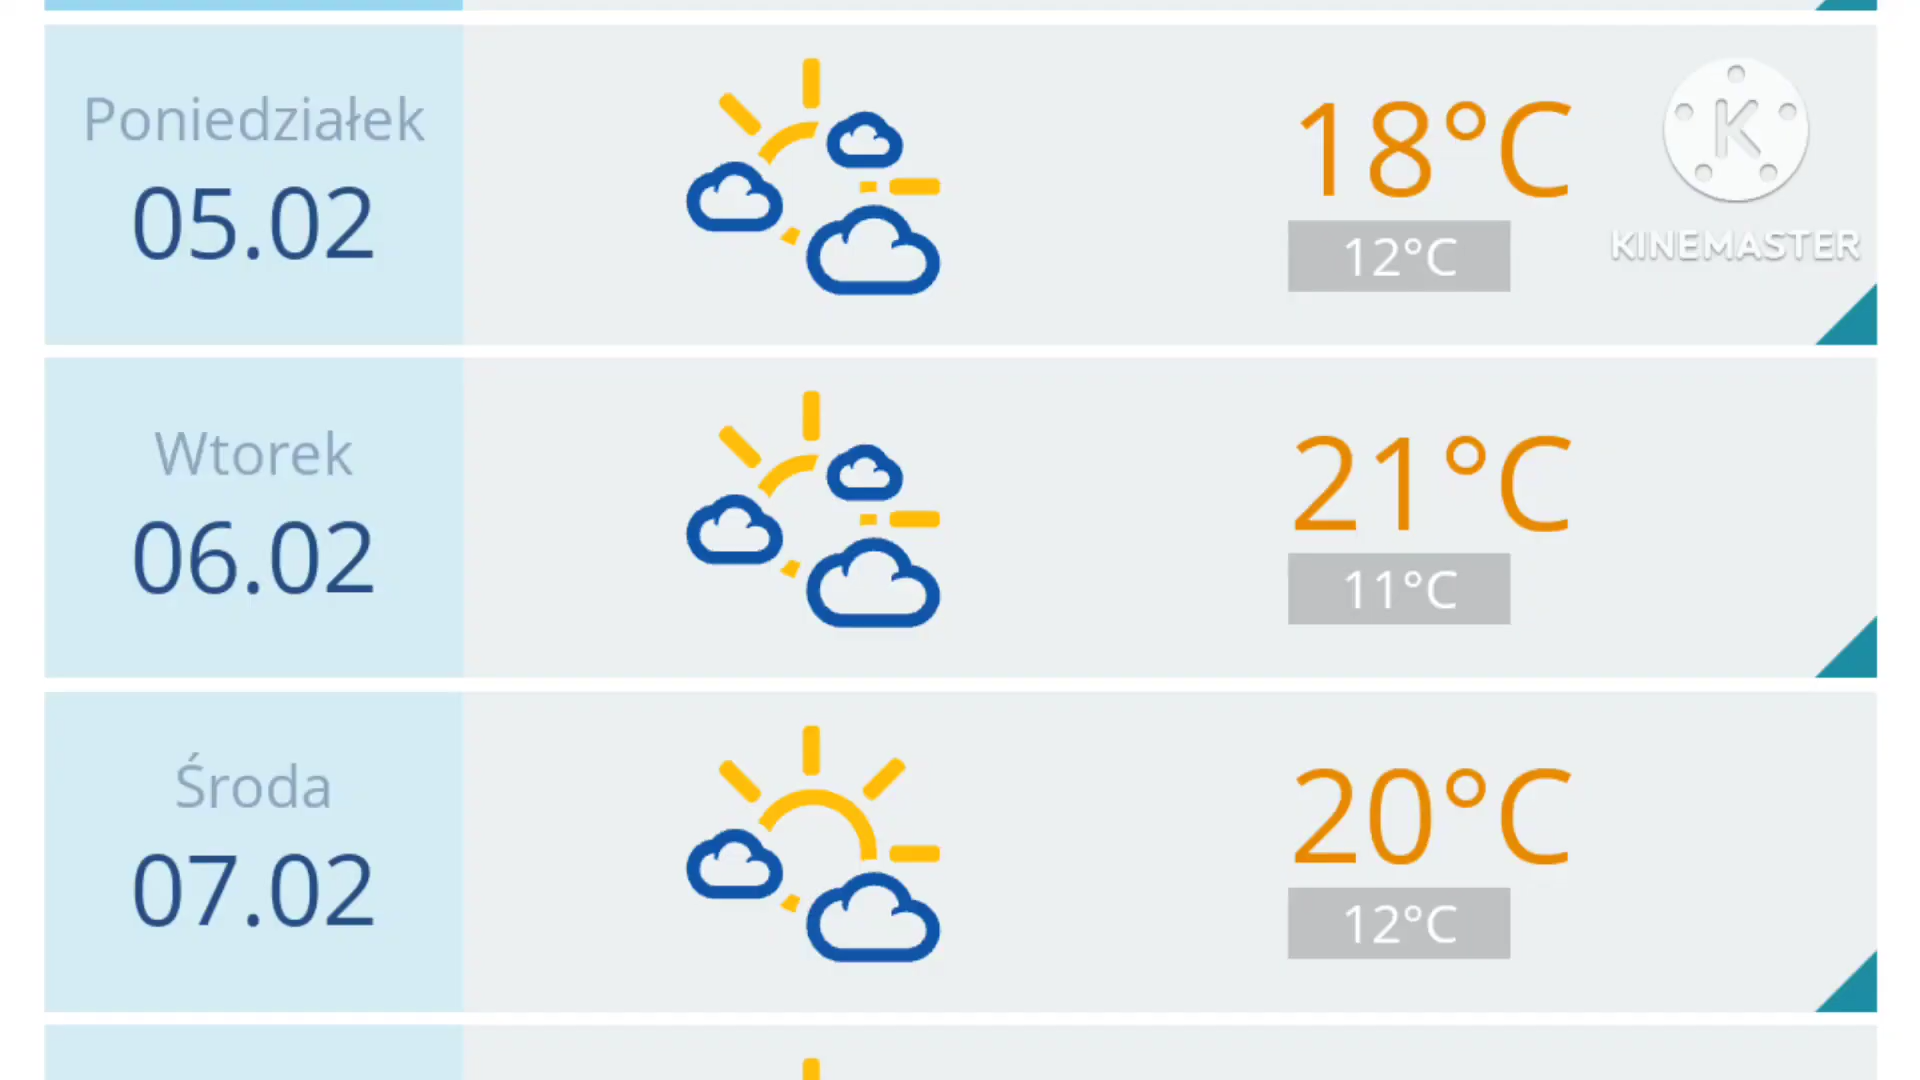 Poniedziałek
05.02
18°C
12°C
K
KINEMASTER
Wtorek
06.02
21°C
11°C
Środa
07.02
20°C
12°C